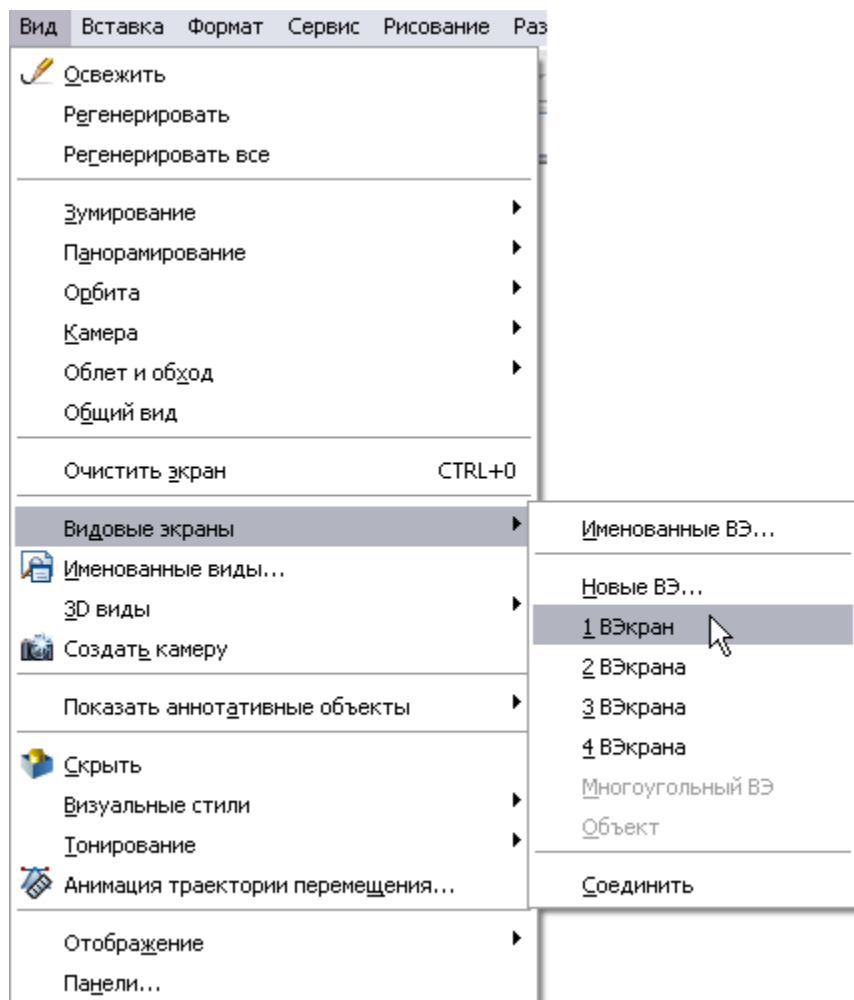 Вид Вставка Формат Сервис Рисование Раз
Освежить
Регенерировать
Регенерировать все
Зумирование
Панорамирование
Орбита
Камера
Облет и обход
Общий вид
Очистить экран CTRL+0
Видовые экраны
Именованные виды...
3D виды
Создать камеру
Показать аннотативные объекты
Скрыть
Визуальные стили
Тонирование
Анимация траектории перемещения...
Отображение
Панели...
Именованные ВЭ...
Новые ВЭ...
1 ВЭкран
2 ВЭкрана
3 ВЭкрана
4 ВЭкрана
Многоугольный ВЭ
Объект
Соединить